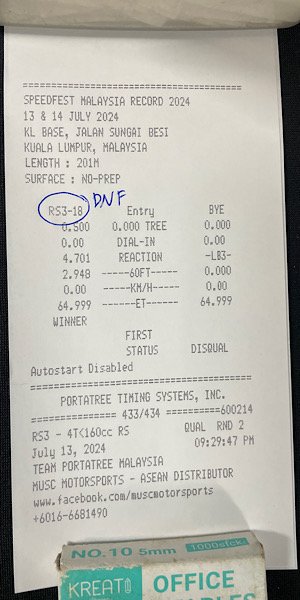 ===================================
SPEEDFEST MALAYSIA RECORD 2024
13 & 14 JULY 2024
KL BASE, JALAN SUNGAI BESI
KUALA LUMPUR, MALAYSIA
LENGTH : 201M
SURFACE : NO-PREP
DNF
RS3-18 Entry BYE
0.500 0.000 TREE 0.000
0.00 DIAL-IN 0.00
4.701 REACTION -LB3-
2.948 ------60FT----- 0.000
0.00 -----KM/H----- 0.00
64.999 ------ET------ 64.999
WINNER
FIRST
STATUS DISQUAL
Autostart Disabled
===================================
PORTATREE TIMING SYSTEMS, INC.
============== 433/434 ==========600214
RS3 - 4T<160cc RS QUAL RND 2
July 13, 2024 09:29:47 PM
TEAM PORTATREE MALAYSIA
MUSC MOTORSPORTS - ASEAN DISTRIBUTOR
www.facebook.com/muscmotorsports
+6016-6681490
NO.10 5mm 1000stck.
KREATO OFFICE